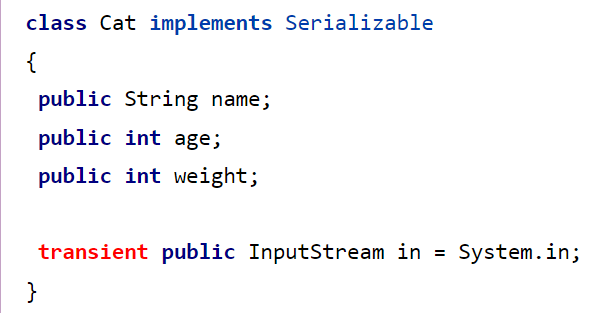 class Cat implements Serializable
{
public String name;
public int age;
public int weight;
transient public InputStream in = System.in;
}